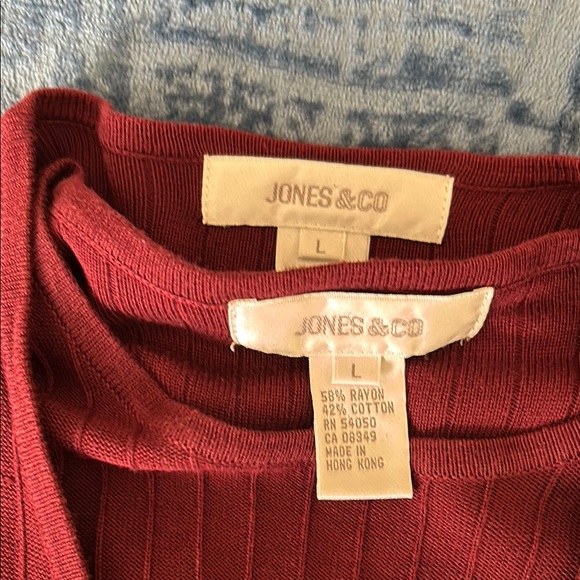 JONES & CO
L
JONES & CO
L
58% RAYON
42% COTTON
RN 54050
CA 08349
MADE IN
HONG KONG